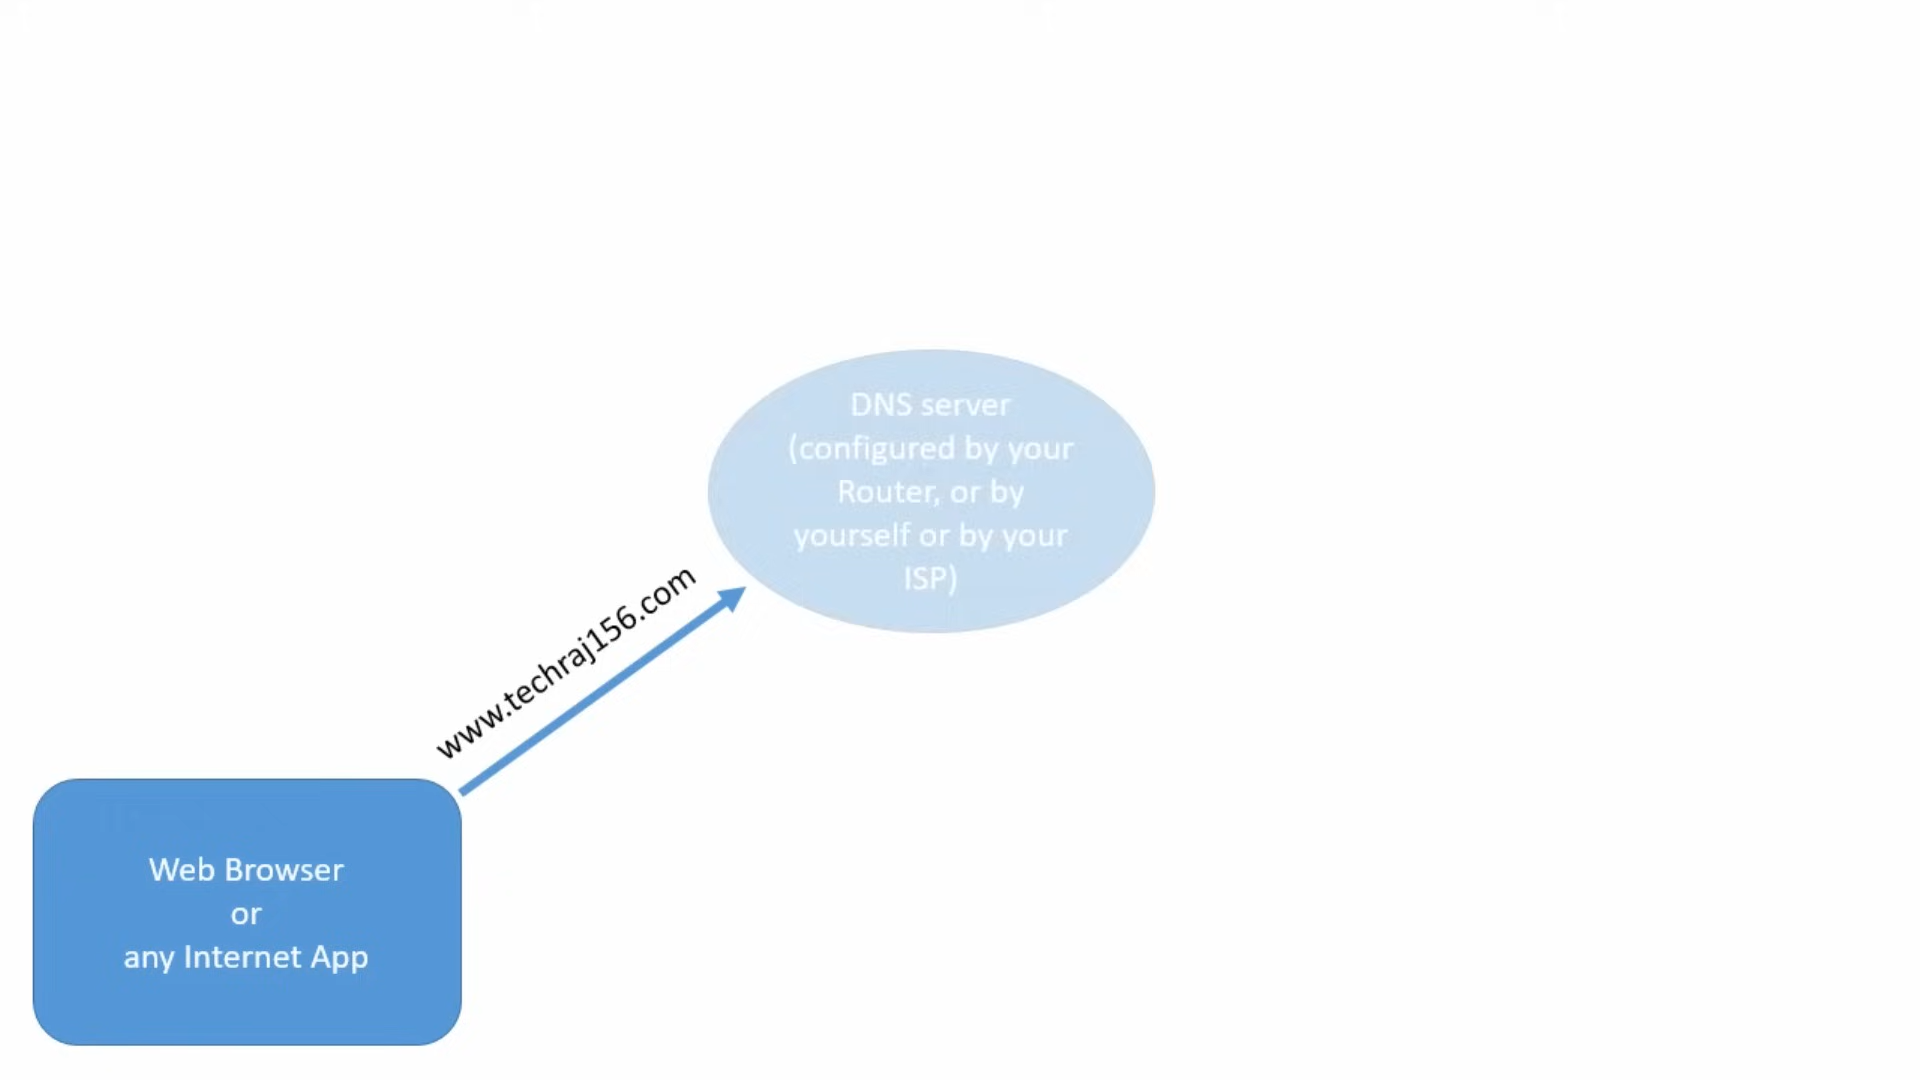 DNS server
(configured by your
Router, or by
yourself or by your
ISP)
www.techraj156.com
Web Browser
or
any Internet App